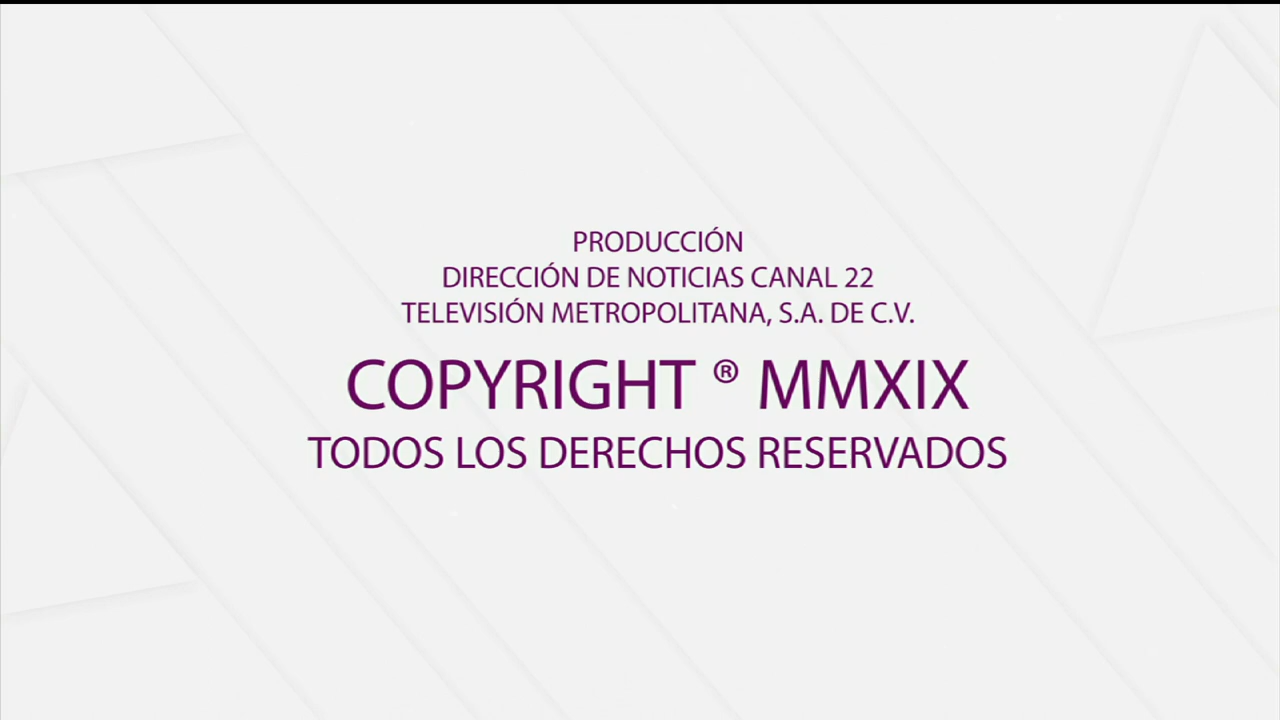 PRODUCCIÓN
DIRECCIÓN DE NOTICIAS CANAL 22
TELEVISIÓN METROPOLITANA, S.A. DE C.V.
COPYRIGHT ® MMXIX
TODOS LOS DERECHOS RESERVADOS